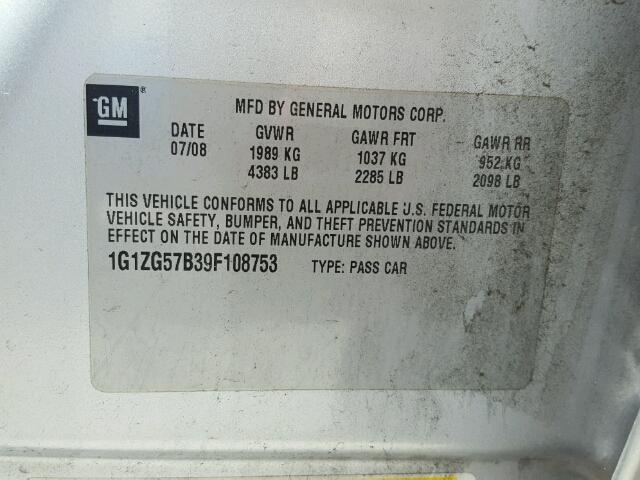 GM ®
MFD BY GENERAL MOTORS CORP.
DATE GVWR GAWR FRT GAWR RR
07/08 1989 KG 1037 KG 952 KG
4383 LB 2285 LB 2098 LB
THIS VEHICLE CONFORMS TO ALL APPLICABLE U.S. FEDERAL MOTOR
VEHICLE SAFETY, BUMPER, AND THEFT PREVENTION STANDARDS IN
EFFECT ON THE DATE OF MANUFACTURE SHOWN ABOVE.
1G1ZG57B39F108753 TYPE: PASS CAR